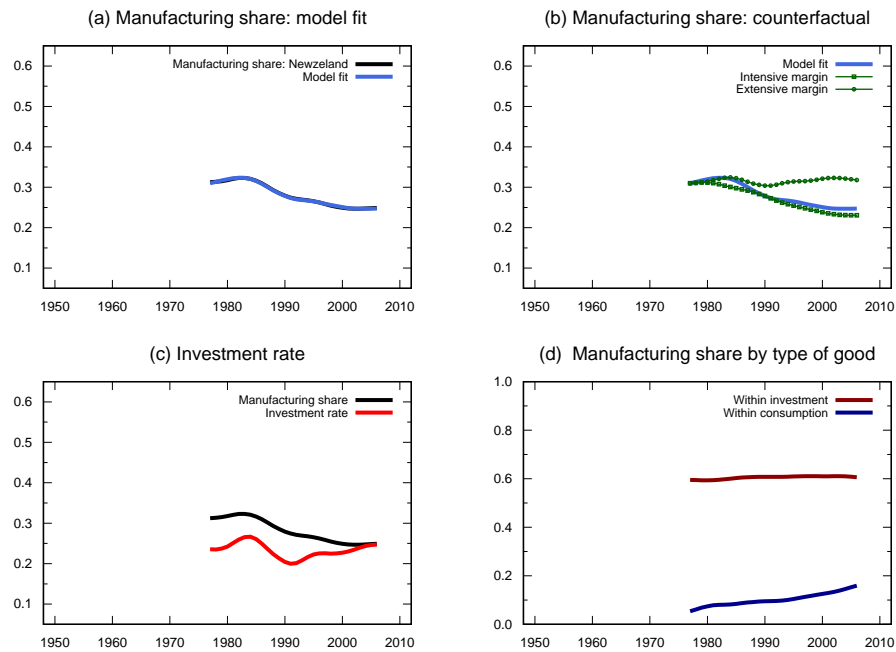 (a) Manufacturing share: model fit
0.6
0.5
0.4
0.3
0.2
0.1
Manufacturing share: Newzeland
Model fit
1950 1960 1970 1980 1990 2000 2010
(b) Manufacturing share: counterfactual
0.6
0.5
0.4
0.3
0.2
0.1
Model fit
Intensive margin
Extensive margin
1950 1960 1970 1980 1990 2000 2010
(c) Investment rate
0.6
0.5
0.4
0.3
0.2
0.1
Manufacturing share
Investment rate
1950 1960 1970 1980 1990 2000 2010
(d) Manufacturing share by type of good
1.0
0.8
0.6
0.4
0.2
0.0
Within investment
Within consumption
1950 1960 1970 1980 1990 2000 2010